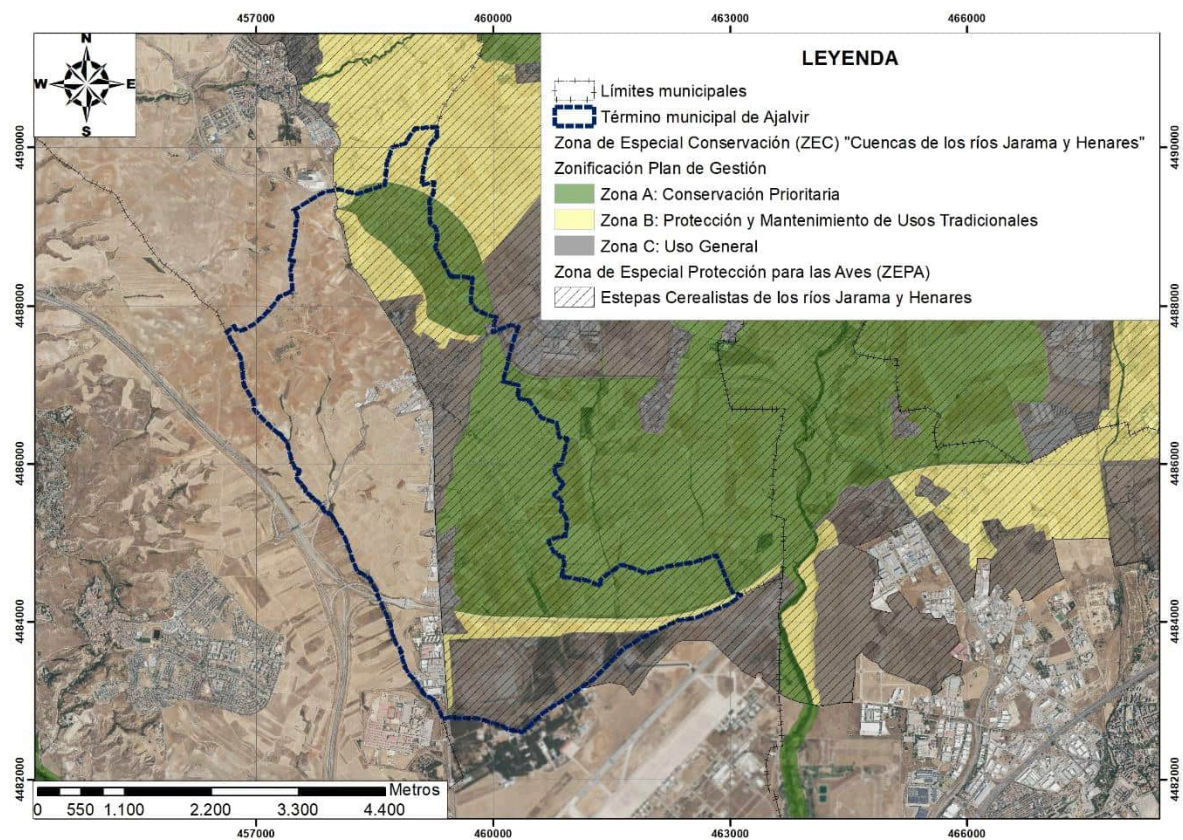 457000 460000 463000 466000
N
W E
S
LEYENDA
Límites municipales
Término municipal de Ajalvir
Zona de Especial Conservación (ZEC) "Cuencas de los ríos Jarama y Henares"
Zonificación Plan de Gestión
Zona A: Conservación Prioritaria
Zona B: Protección y Mantenimiento de Usos Tradicionales
Zona C: Uso General
Zona de Especial Protección para las Aves (ZEPA)
Estepas Cerealistas de los ríos Jarama y Henares
4490000 4490000
4488000 4488000
4486000 4486000
4484000 4484000
4482000 4482000
Metros
0 550 1.100 2.200 3.300 4.400
457000 460000 463000 466000